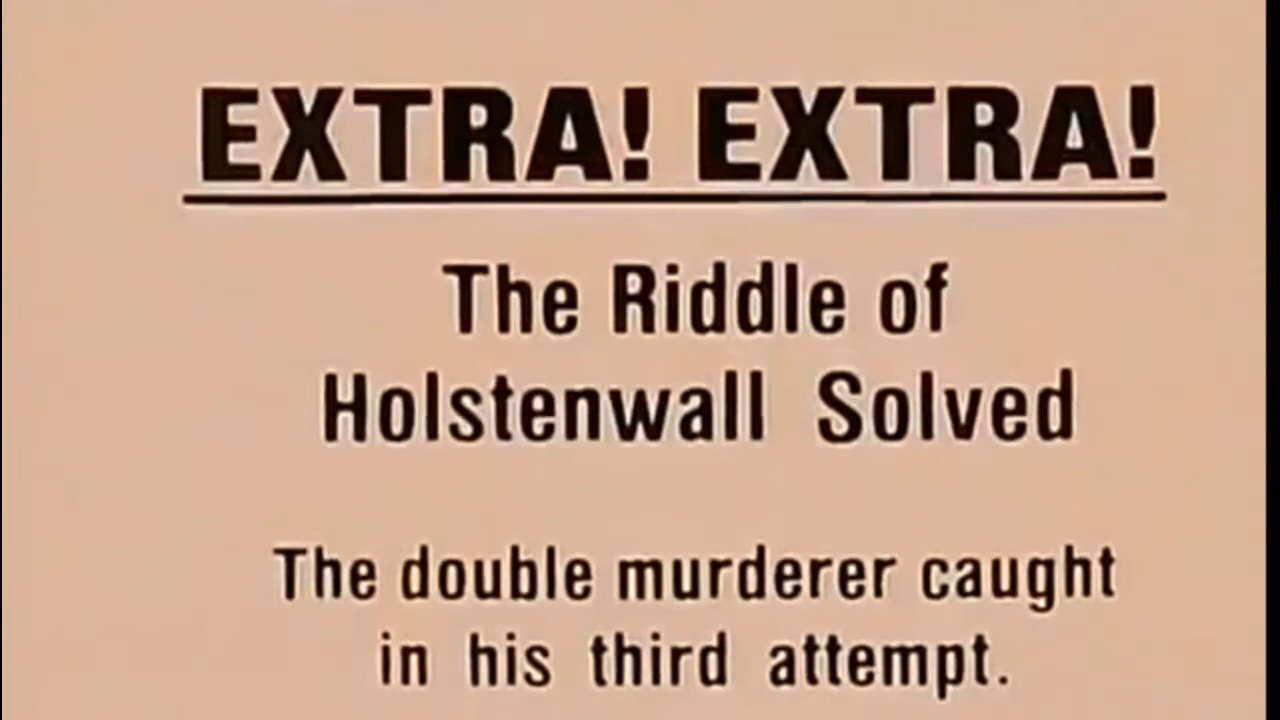 EXTRA! EXTRA!
The Riddle of
Holstenwall Solved
The double murderer caught
in his third attempt.